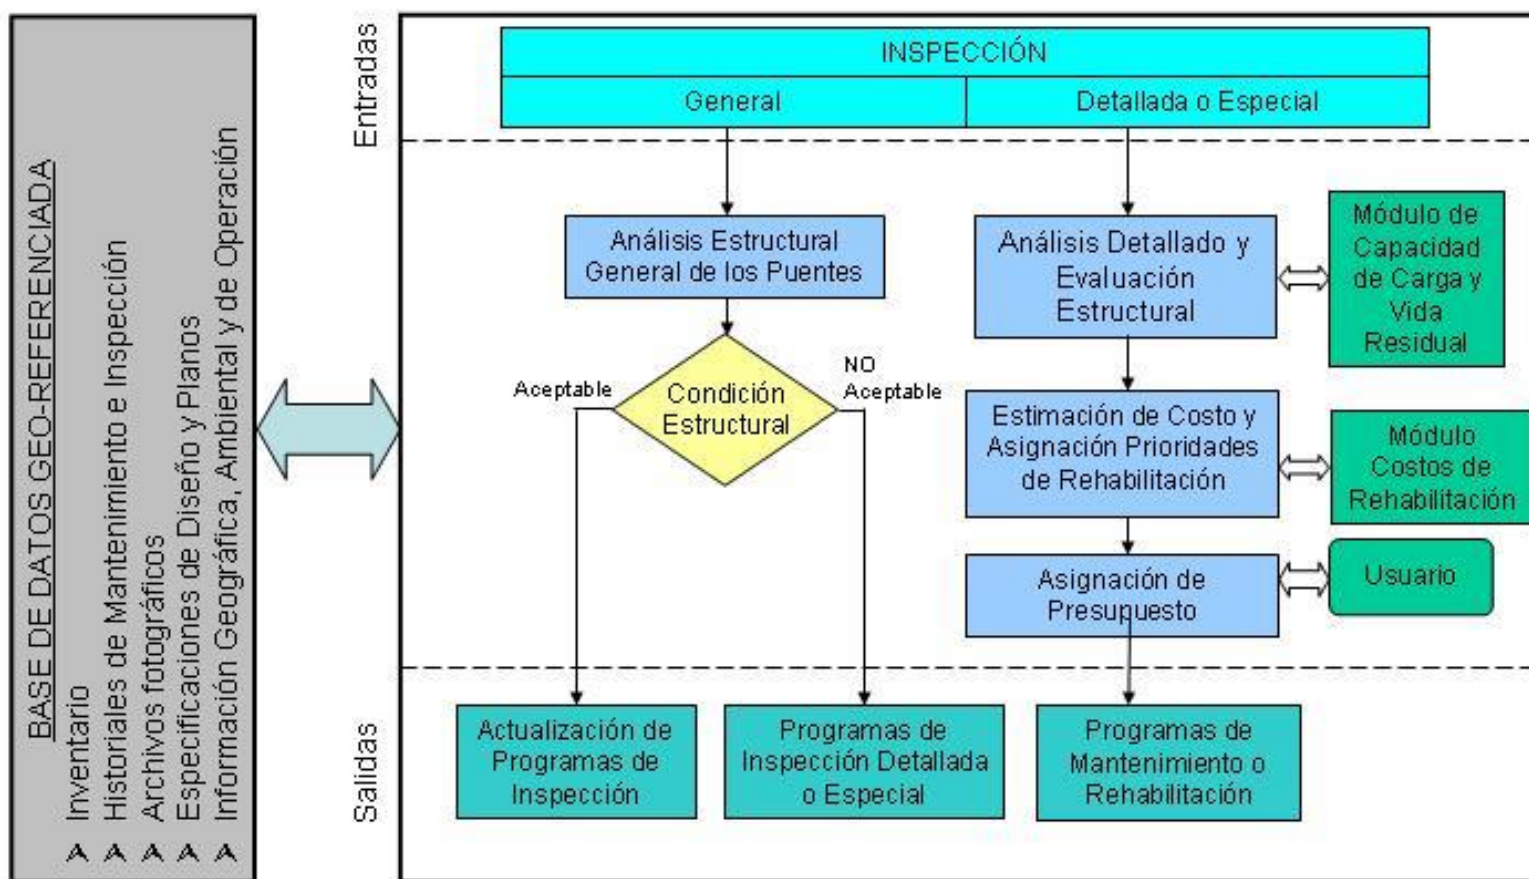 BASE DE DATOS GEO-REFERENCIADA
Inventario
Historiales de Mantenimiento e Inspección
Archivos fotográficos
Especificaciones de Diseño y Planos
Información Geográfica, Ambiental y de Operación
Entradas
INSPECCIÓN
General
Detallada o Especial
Análisis Estructural
General de los Puentes
Condición
Estructural
Aceptable
NO
Aceptable
Análisis Detallado y
Evaluación
Estructural
Módulo de
Capacidad
de Carga y
Vida
Residual
Estimación de Costo y
Asignación Prioridades
de Rehabilitación
Módulo
Costos de
Rehabilitación
Asignación de
Presupuesto
Usuario
Salidas
Actualización de
Programas de
Inspección
Programas de
Inspección Detallada
o Especial
Programas de
Mantenimiento o
Rehabilitación